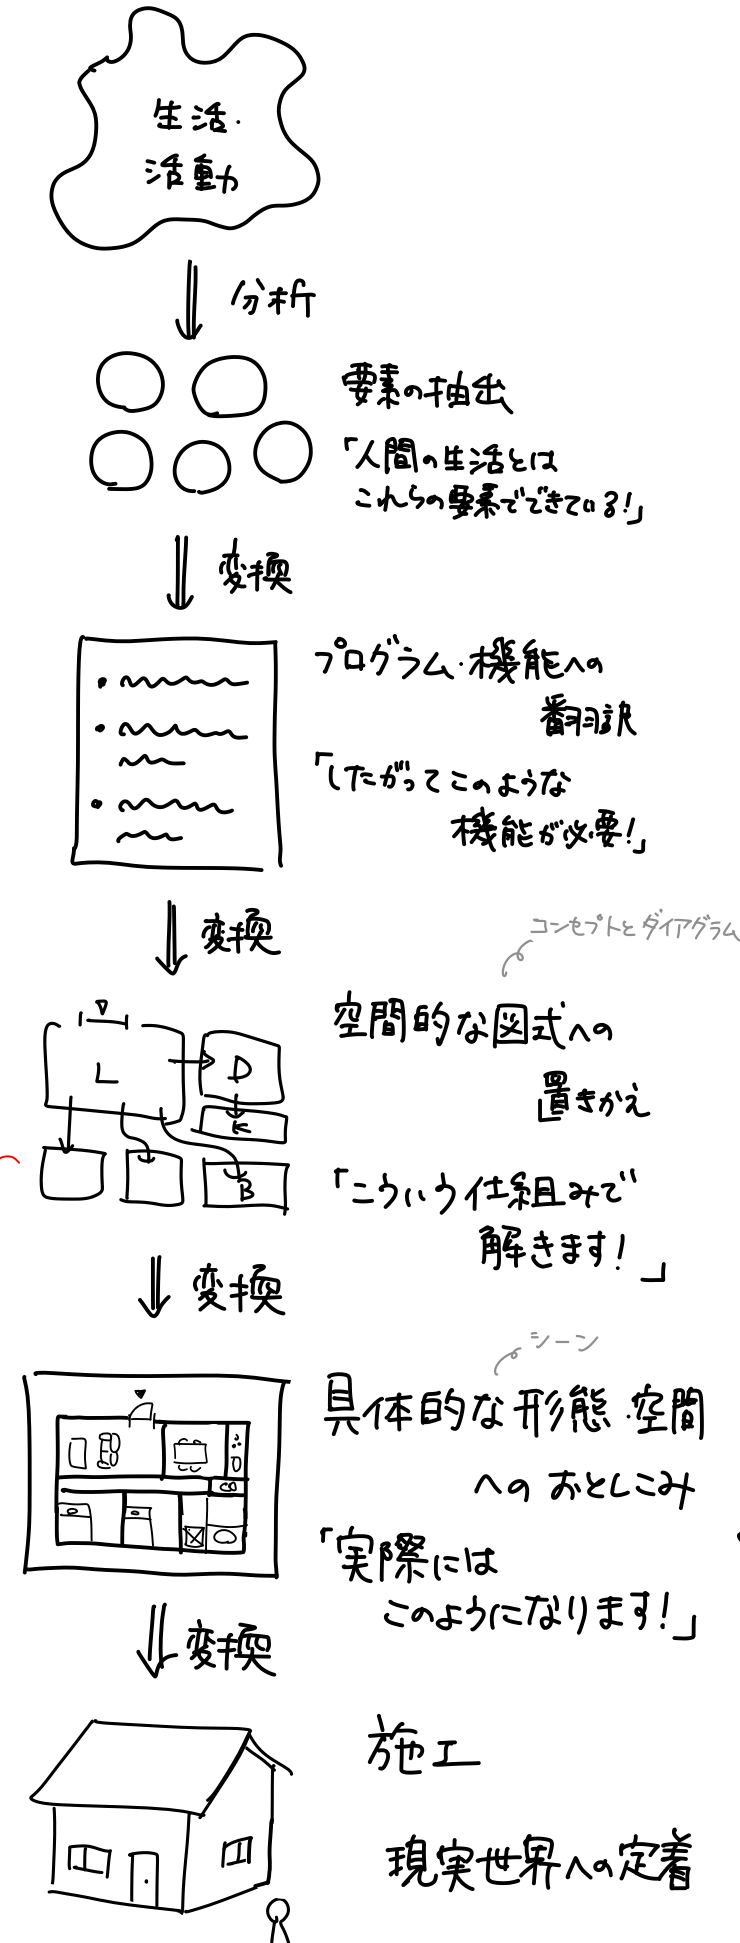 生活・
活動
分析
要素の抽出
「人間の生活とは
これらの要素でできている!」
変換
プログラム・機能への
翻訳
「したがってこのような
機能が必要!」
変換
コンセプトとダイアグラム
空間的な図式への
置きかえ
L
D
K
B
「こういう仕組みで
解きます!」
変換
シーン
具体的な形態・空間
へのおとしこみ
「実際には
このようになります!」
変換
施工
現実世界への定着